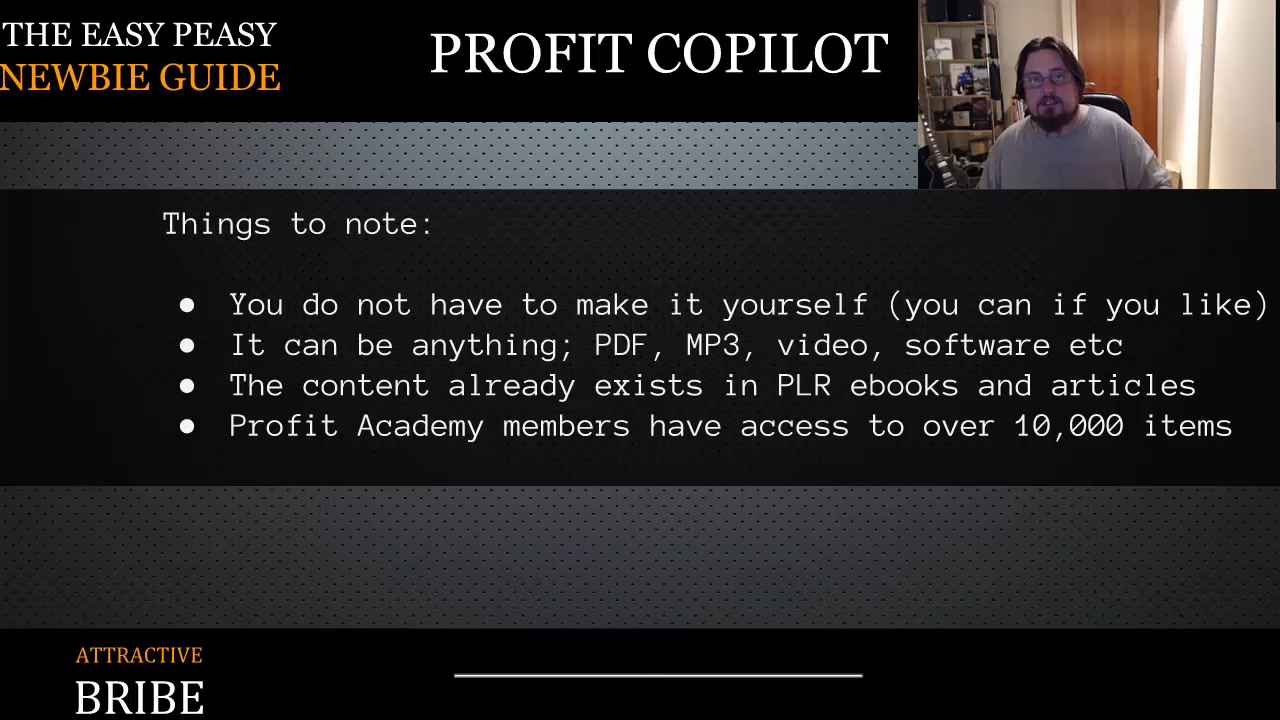 THE EASY PEASY
NEWBIE GUIDE
PROFIT COPILOT
Things to note:
● You do not have to make it yourself (you can if you like)
● It can be anything; PDF, MP3, video, software etc
● The content already exists in PLR ebooks and articles
● Profit Academy members have access to over 10,000 items
ATTRACTIVE
BRIBE